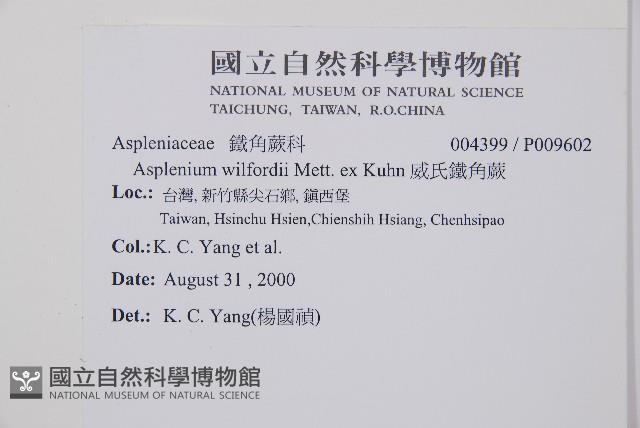 國立自然科學博物館
NATIONAL MUSEUM OF NATURAL SCIENCE
TAICHUNG, TAIWAN, R.O.CHINA
Aspleniaceae 鐵角蕨科 004399 / P009602
Asplenium wilfordii Mett. ex Kuhn 威氏鐵角蕨
Loc.: 台灣, 新竹縣尖石鄉, 鎮西堡
Taiwan, Hsinchu Hsien,Chienshih Hsiang, Chenhsipao
Col.:K. C. Yang et al.
Date: August 31 , 2000
Det.: K. C. Yang(楊國禎)
國立自然科學博物館
NATIONAL MUSEUM OF NATURAL SCIENCE